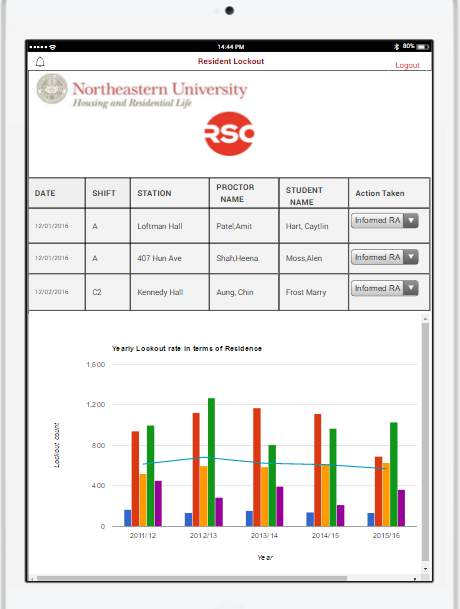 14:44 PM
80%
Resident Lockout
Logout
Northeastern University
Housing and Residential Life
RSO
DATE SHIFT STATION PROCTOR NAME STUDENT NAME Action Taken
12/01/2016 A Loftman Hall Patel,Amit Hart, Caytlin Informed RA
12/01/2016 A 407 Hun Ave Shah,Heena Moss,Alen Informed RA
12/02/2016 C2 Kennedy Hall Aung, Chin Frost Marry Informed RA
Yearly Lockout rate in terms of Residence
1,600
1,200
800
400
0
Lockout count
2011/12 2012/13 2013/14 2014/15 2015/16
Year